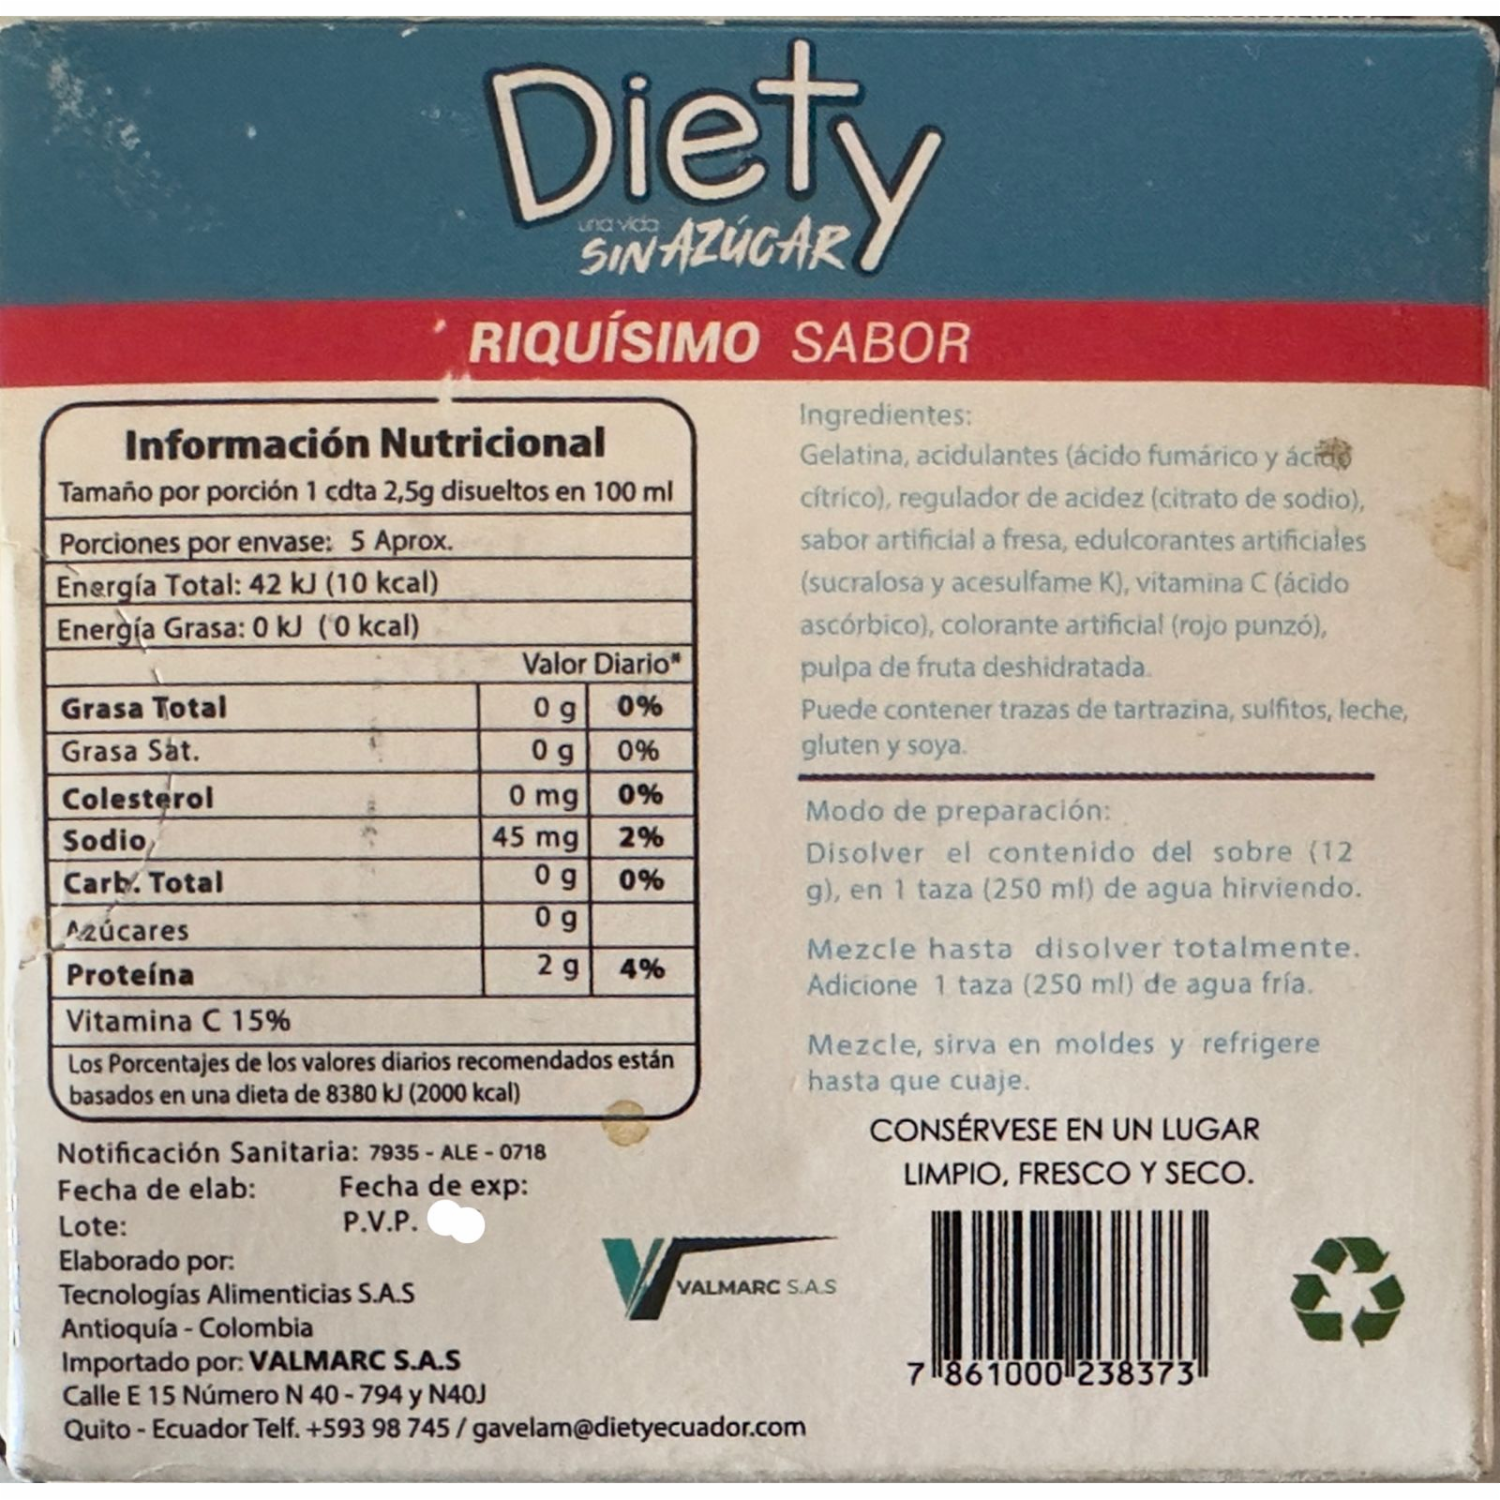 Diety
una vida
SIN AZÚCAR
RIQUÍSIMO SABOR
Información Nutricional
Tamaño por porción 1 cdta 2,5g disueltos en 100 ml
Porciones por envase: 5 Aprox.
Energía Total: 42 kJ (10 kcal)
Energía Grasa: 0 kJ (0 kcal)
Valor Diario*
Grasa Total 0 g 0%
Grasa Sat. 0 g 0%
Colesterol 0 mg 0%
Sodio 45 mg 2%
Carb. Total 0 g 0%
Azúcares 0 g
Proteína 2 g 4%
Vitamina C 15%
Los Porcentajes de los valores diarios recomendados están
basados en una dieta de 8380 kJ (2000 kcal)
Notificación Sanitaria: 7935 - ALE - 0718
Fecha de elab: Fecha de exp:
Lote: P.V.P.
Elaborado por:
Tecnologías Alimenticias S.A.S
Antioquía - Colombia
Importado por: VALMARC S.A.S
Calle E 15 Número N 40 - 794 y N40J
Quito - Ecuador Telf. +593 98 745 / gavelam@dietyecuador.com
VALMARC S.A.S
Ingredientes:
Gelatina, acidulantes (ácido fumárico y ácido
cítrico), regulador de acidez (citrato de sodio),
sabor artificial a fresa, edulcorantes artificiales
(sucralosa y acesulfame K), vitamina C (ácido
ascórbico), colorante artificial (rojo punzó),
pulpa de fruta deshidratada.
Puede contener trazas de tartrazina, sulfitos, leche,
gluten y soya.
Modo de preparación:
Disolver el contenido del sobre (12
g), en 1 taza (250 ml) de agua hirviendo.
Mezcle hasta disolver totalmente.
Adicione 1 taza (250 ml) de agua fría.
Mezcle, sirva en moldes y refrigere
hasta que cuaje.
CONSÉRVESE EN UN LUGAR
LIMPIO, FRESCO Y SECO.
7 861000 238373